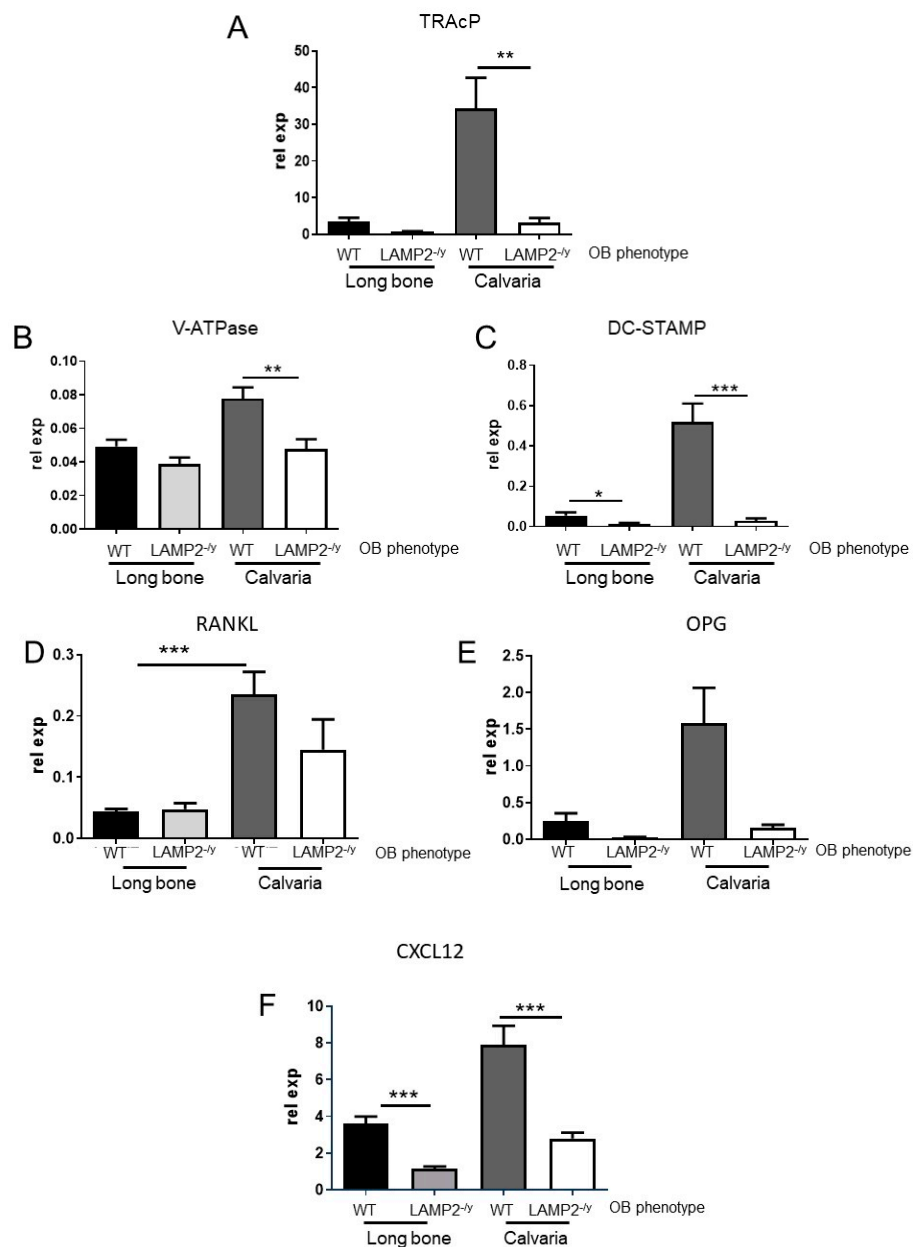 A
TRAcP
rel exp
50
40
30
20
10
0
**
WT LAMP2-/y WT LAMP2-/y OB phenotype
Long bone Calvaria
B
V-ATPase
rel exp
0.10
0.08
0.06
0.04
0.02
0.00
**
WT LAMP2-/y WT LAMP2-/y OB phenotype
Long bone Calvaria
C
DC-STAMP
rel exp
0.8
0.6
0.4
0.2
0.0
*
***
WT LAMP2-/y WT LAMP2-/y OB phenotype
Long bone Calvaria
D
RANKL
rel exp
0.3
0.2
0.1
0.0
***
WT LAMP2-/y WT LAMP2-/y OB phenotype
Long bone Calvaria
E
OPG
rel exp
2.5
2.0
1.5
1.0
0.5
0.0
WT LAMP2-/y WT LAMP2-/y OB phenotype
Long bone Calvaria
CXCL12
F
rel exp
10
8
6
4
2
0
***
***
WT LAMP2-/y WT LAMP2-/y OB phenotype
Long bone Calvaria